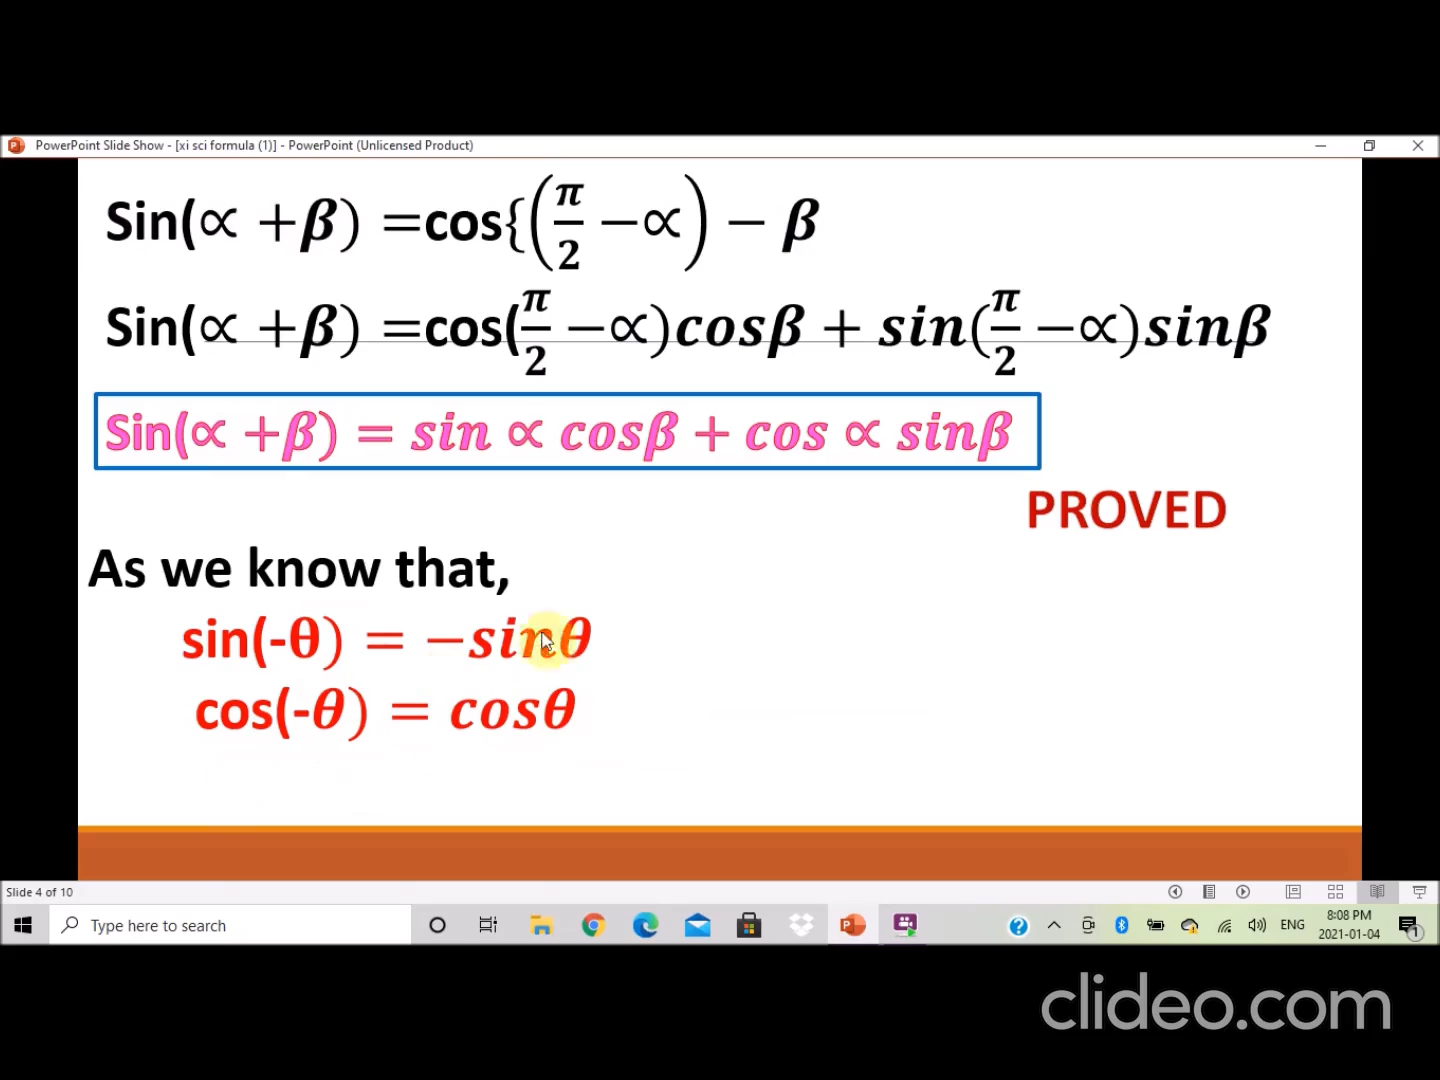 PowerPoint Slide Show - [xi sci formula (1)] - PowerPoint (Unlicensed Product)
Sin(∝ +β) =cos{(π/2 −∝) − β
Sin(∝ +β) =cos(π/2 −∝)cosβ + sin(π/2 −∝)sinβ
Sin(∝ +β) = sin ∝ cosβ + cos ∝ sinβ
PROVED
As we know that,
sin(-θ) = −sinθ
cos(-θ) = cosθ
Slide 4 of 10
Type here to search
ENG
8:08 PM
2021-01-04
1
clideo.com